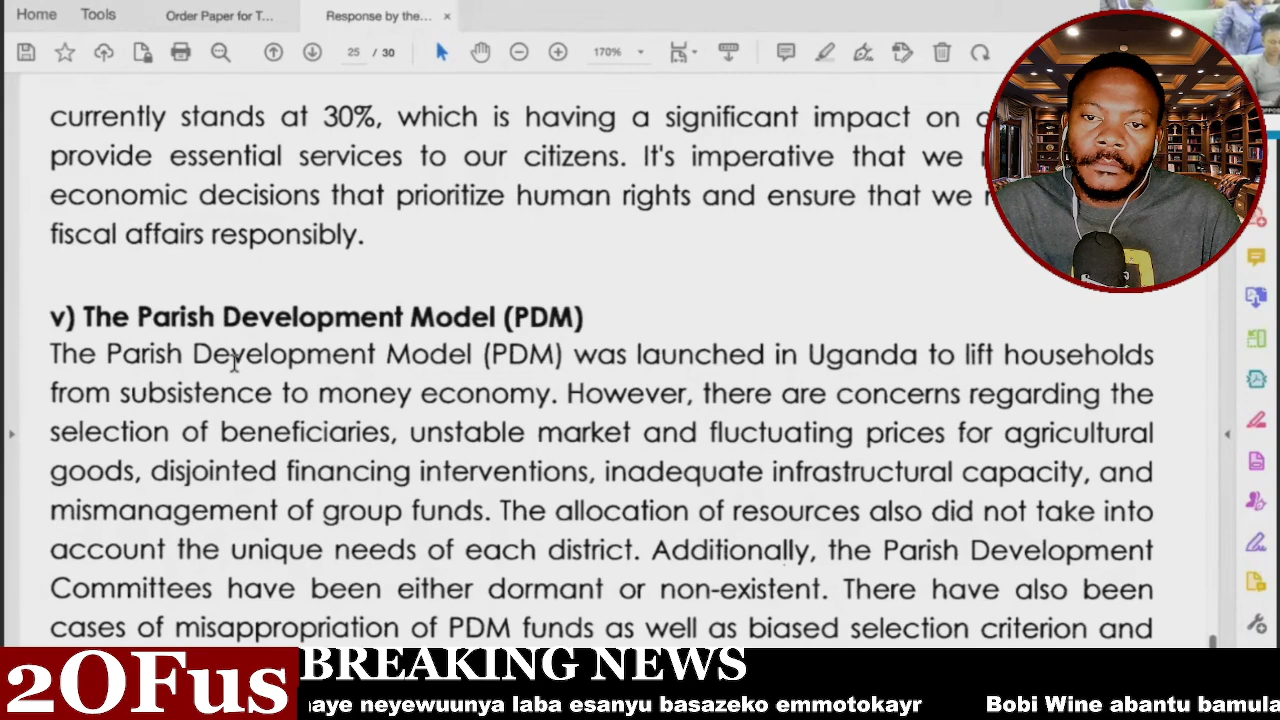 Home Tools Order Paper for T... Response by the... ×
25 / 30 170%
currently stands at 30%, which is having a significant impact on
provide essential services to our citizens. It's imperative that we
economic decisions that prioritize human rights and ensure that we
fiscal affairs responsibly.
v) The Parish Development Model (PDM)
The Parish Development Model (PDM) was launched in Uganda to lift households
from subsistence to money economy. However, there are concerns regarding the
selection of beneficiaries, unstable market and fluctuating prices for agricultural
goods, disjointed financing interventions, inadequate infrastructural capacity, and
mismanagement of group funds. The allocation of resources also did not take into
account the unique needs of each district. Additionally, the Parish Development
Committees have been either dormant or non-existent. There have also been
cases of misappropriation of PDM funds as well as biased selection criterion and
2OFus
BREAKING NEWS
neyewuunya laba esanyu basazeko emmotokayr Bobi Wine abantu bamula